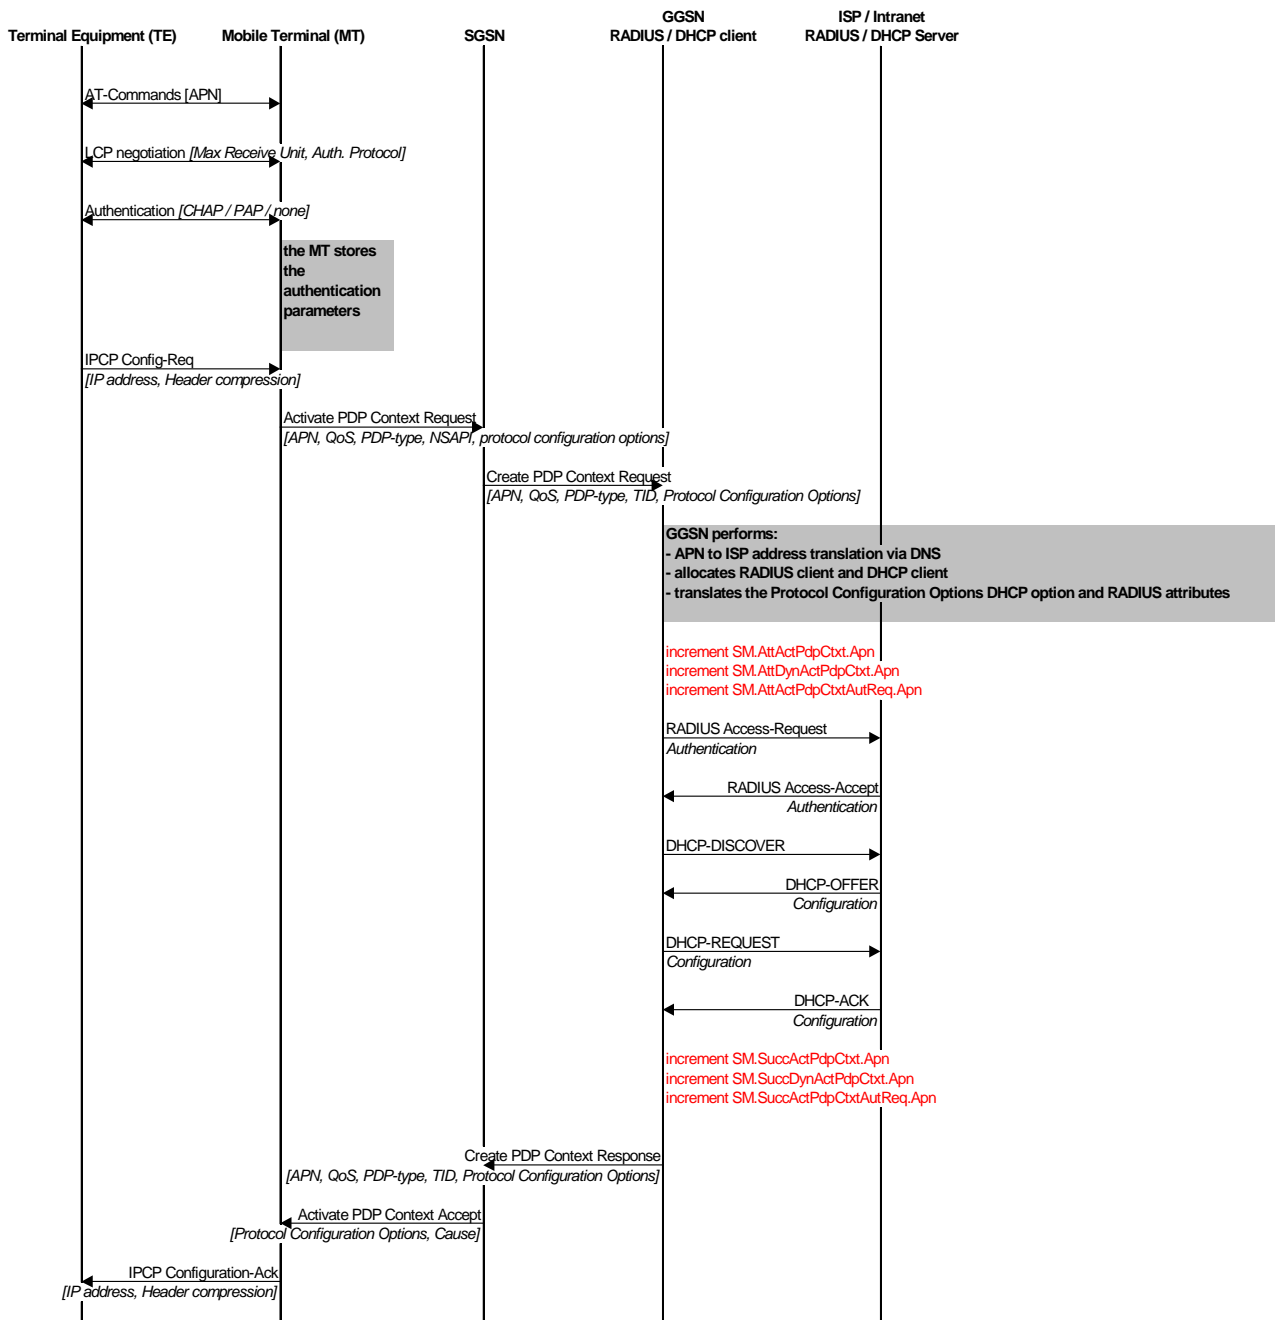 GGSN
ISP / Intranet
Terminal Equipment (TE)
Mobile Terminal (MT)
SGSN
RADIUS / DHCP client
RADIUS / DHCP Server
AT-Commands [APN]
LCP negotiation [Max Receive Unit, Auth. Protocol]
Authentication [CHAP / PAP / none]
the MT stores
the
authentication
parameters
IPCP Config-Req
[IP address, Header compression]
Activate PDP Context Request
[APN, QoS, PDP-type, NSAPI, protocol configuration options]
Create PDP Context Request
[APN, QoS, PDP-type, TID, Protocol Configuration Options]
GGSN performs:
- APN to ISP address translation via DNS
- allocates RADIUS client and DHCP client
- translates the Protocol Configuration Options DHCP option and RADIUS attributes
increment SM.AttActPdpCtxt.Apn
increment SM.AttDynActPdpCtxt.Apn
increment SM.AttActPdpCtxtAutReq.Apn
RADIUS Access-Request
Authentication
RADIUS Access-Accept
Authentication
DHCP-DISCOVER
DHCP-OFFER
Configuration
DHCP-REQUEST
Configuration
DHCP-ACK
Configuration
increment SM.SuccActPdpCtxt.Apn
increment SM.SuccDynActPdpCtxt.Apn
increment SM.SuccActPdpCtxtAutReq.Apn
Create PDP Context Response
[APN, QoS, PDP-type, TID, Protocol Configuration Options]
Activate PDP Context Accept
[Protocol Configuration Options, Cause]
IPCP Configuration-Ack
[IP address, Header compression]